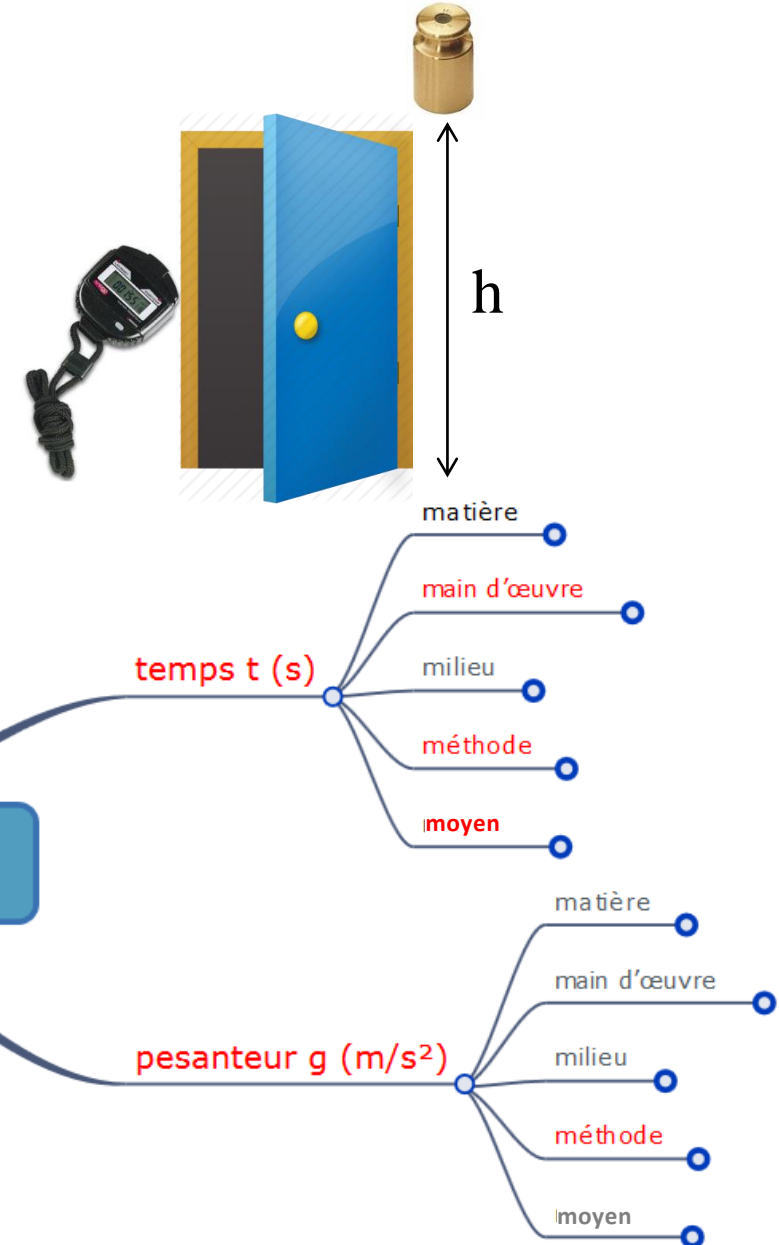 h
matière
main d’œuvre
temps t (s)
milieu
méthode
moyen
matière
main d’œuvre
pesanteur g (m/s²)
milieu
méthode
moyen